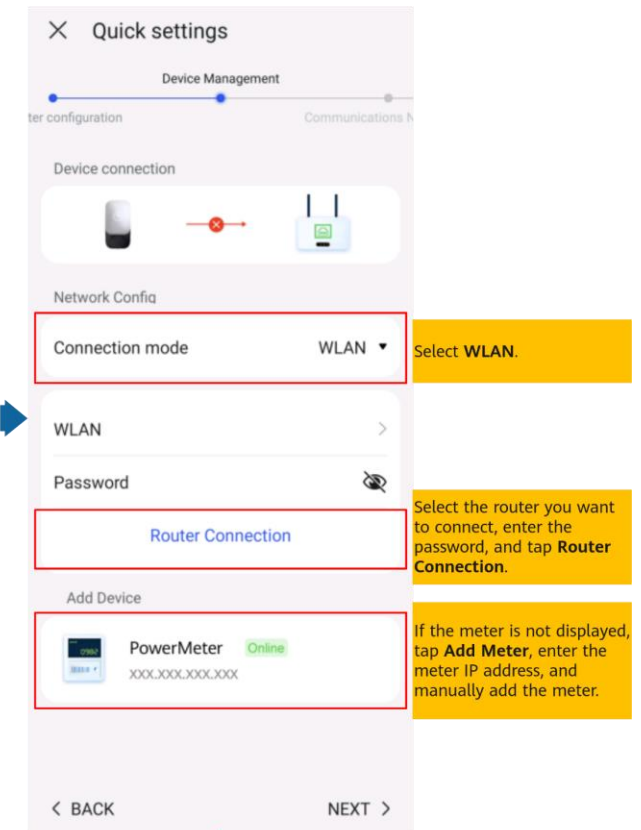 Quick settings
Device Management
ter configuration
Communications N
Device connection
Network Config
Connection mode
WLAN
Select WLAN.
WLAN
Password
Select the router you want
to connect, enter the
password, and tap Router
Connection.
Router Connection
Add Device
PowerMeter
Online
XXX.XXX.XXX.XXX
If the meter is not displayed,
tap Add Meter, enter the
meter IP address, and
manually add the meter.
< BACK
NEXT >